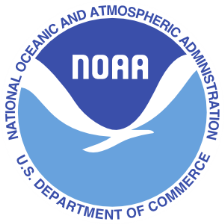 NATIONAL OCEANIC AND ATMOSPHERIC ADMINISTRATION
NOAA
U.S. DEPARTMENT OF COMMERCE